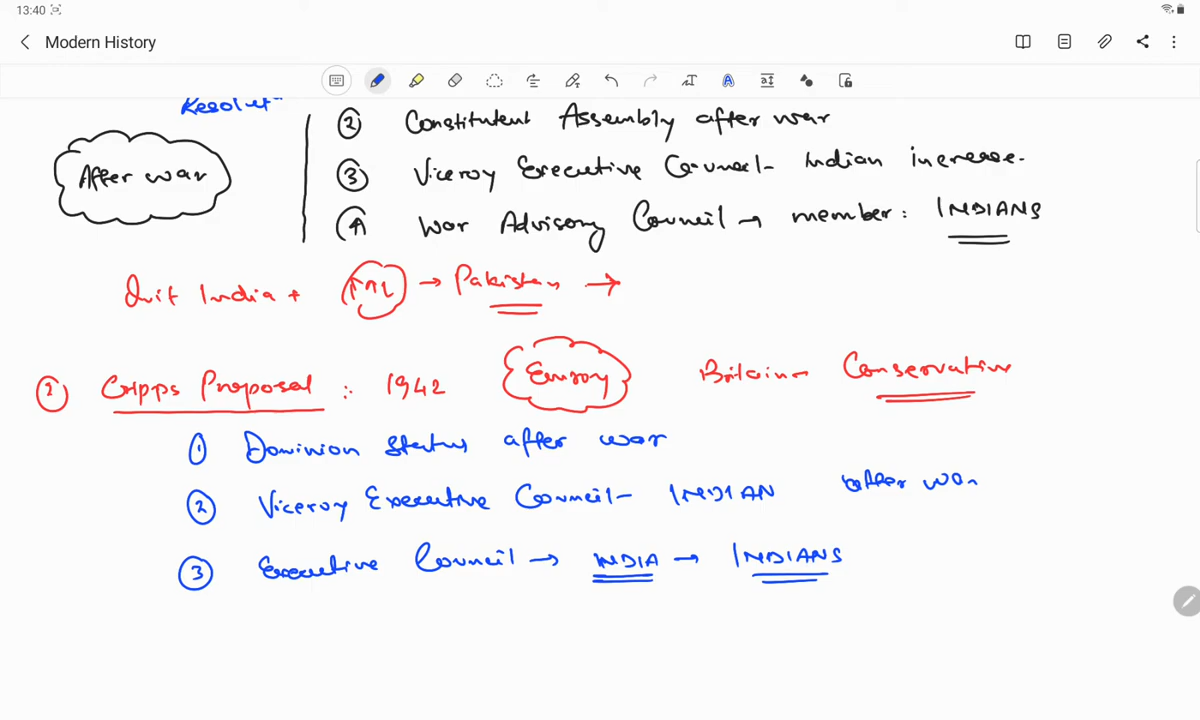 13:40
Modern History
Resolut
② Constituent Assembly after war
After war
③ Viceroy Executive Council - Indian increase.
④ War Advisory Council → member: INDIANS
Quit India + → Pakistan →
② Cripps Proposal : 1942 Britain - Conservative
① Dominion status after war
② Viceroy Executive Council - INDIAN after war
③ Executive Council → INDIA → INDIANS